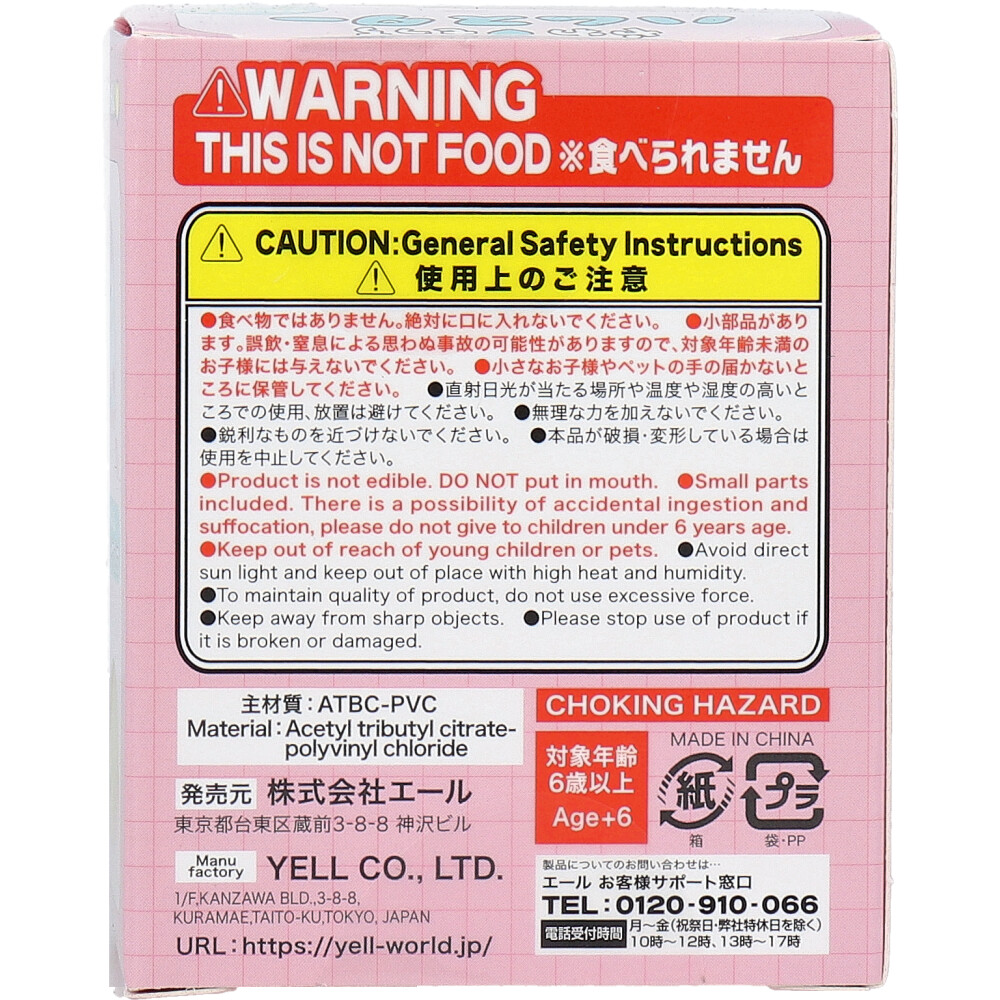 WARNING
THIS IS NOT FOOD ※食べられません
CAUTION:General Safety Instructions
使用上のご注意
●食べ物ではありません。絶対に口に入れないでください。 ●小部品があり
ます。誤飲・窒息による思わぬ事故の可能性がありますので、対象年齢未満の
お子様には与えないでください。 ●小さなお子様やペットの手の届かないと
ころに保管してください。 ●直射日光が当たる場所や温度や湿度の高いと
ころでの使用、放置は避けてください。 ●無理な力を加えないでください。
●鋭利なものを近づけないでください。 ●本品が破損・変形している場合は
使用を中止してください。
●Product is not edible. DO NOT put in mouth. ●Small parts
included. There is a possibility of accidental ingestion and
suffocation, please do not give to children under 6 years age.
●Keep out of reach of young children or pets. ●Avoid direct
sun light and keep out of place with high heat and humidity.
●To maintain quality of product, do not use excessive force.
●Keep away from sharp objects. ●Please stop use of product if
it is broken or damaged.
主材質：ATBC-PVC
Material：Acetyl tributyl citrate-
polyvinyl chloride
発売元 株式会社エール
東京都台東区蔵前3-8-8 神沢ビル
Manu
factory YELL CO., LTD.
1/F,KANZAWA BLD.,3-8-8,
KURAMAE,TAITO-KU,TOKYO, JAPAN
URL：https://yell-world.jp/
CHOKING HAZARD
対象年齢
6歳以上
Age+6
MADE IN CHINA
紙
箱
プラ
袋・PP
製品についてのお問い合わせは…
エール お客様サポート窓口
TEL：0120-910-066
電話受付時間 月〜金（祝祭日・弊社特休日を除く）
10時〜12時、13時〜17時